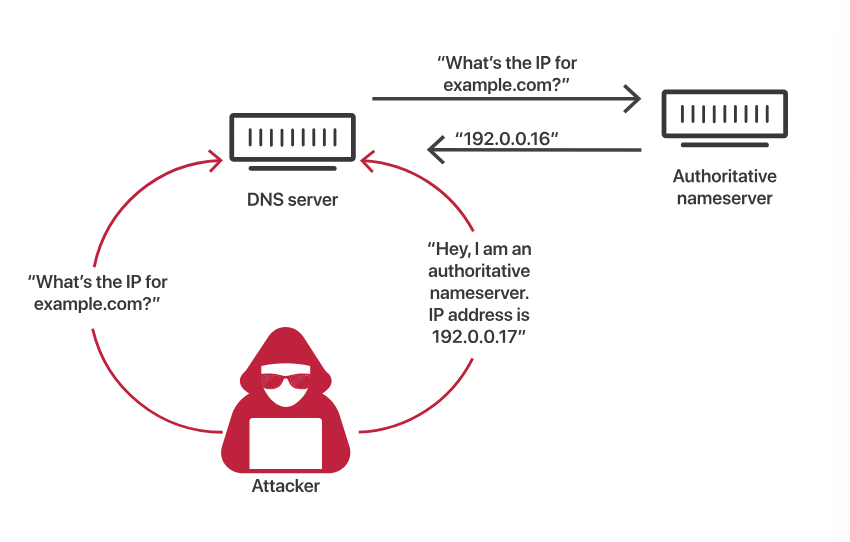 “What’s the IP for
example.com?”
“192.0.0.16”
Authoritative
nameserver
DNS server
“Hey, I am an
authoritative
nameserver.
IP address is
192.0.0.17”
“What’s the IP for
example.com?”
Attacker